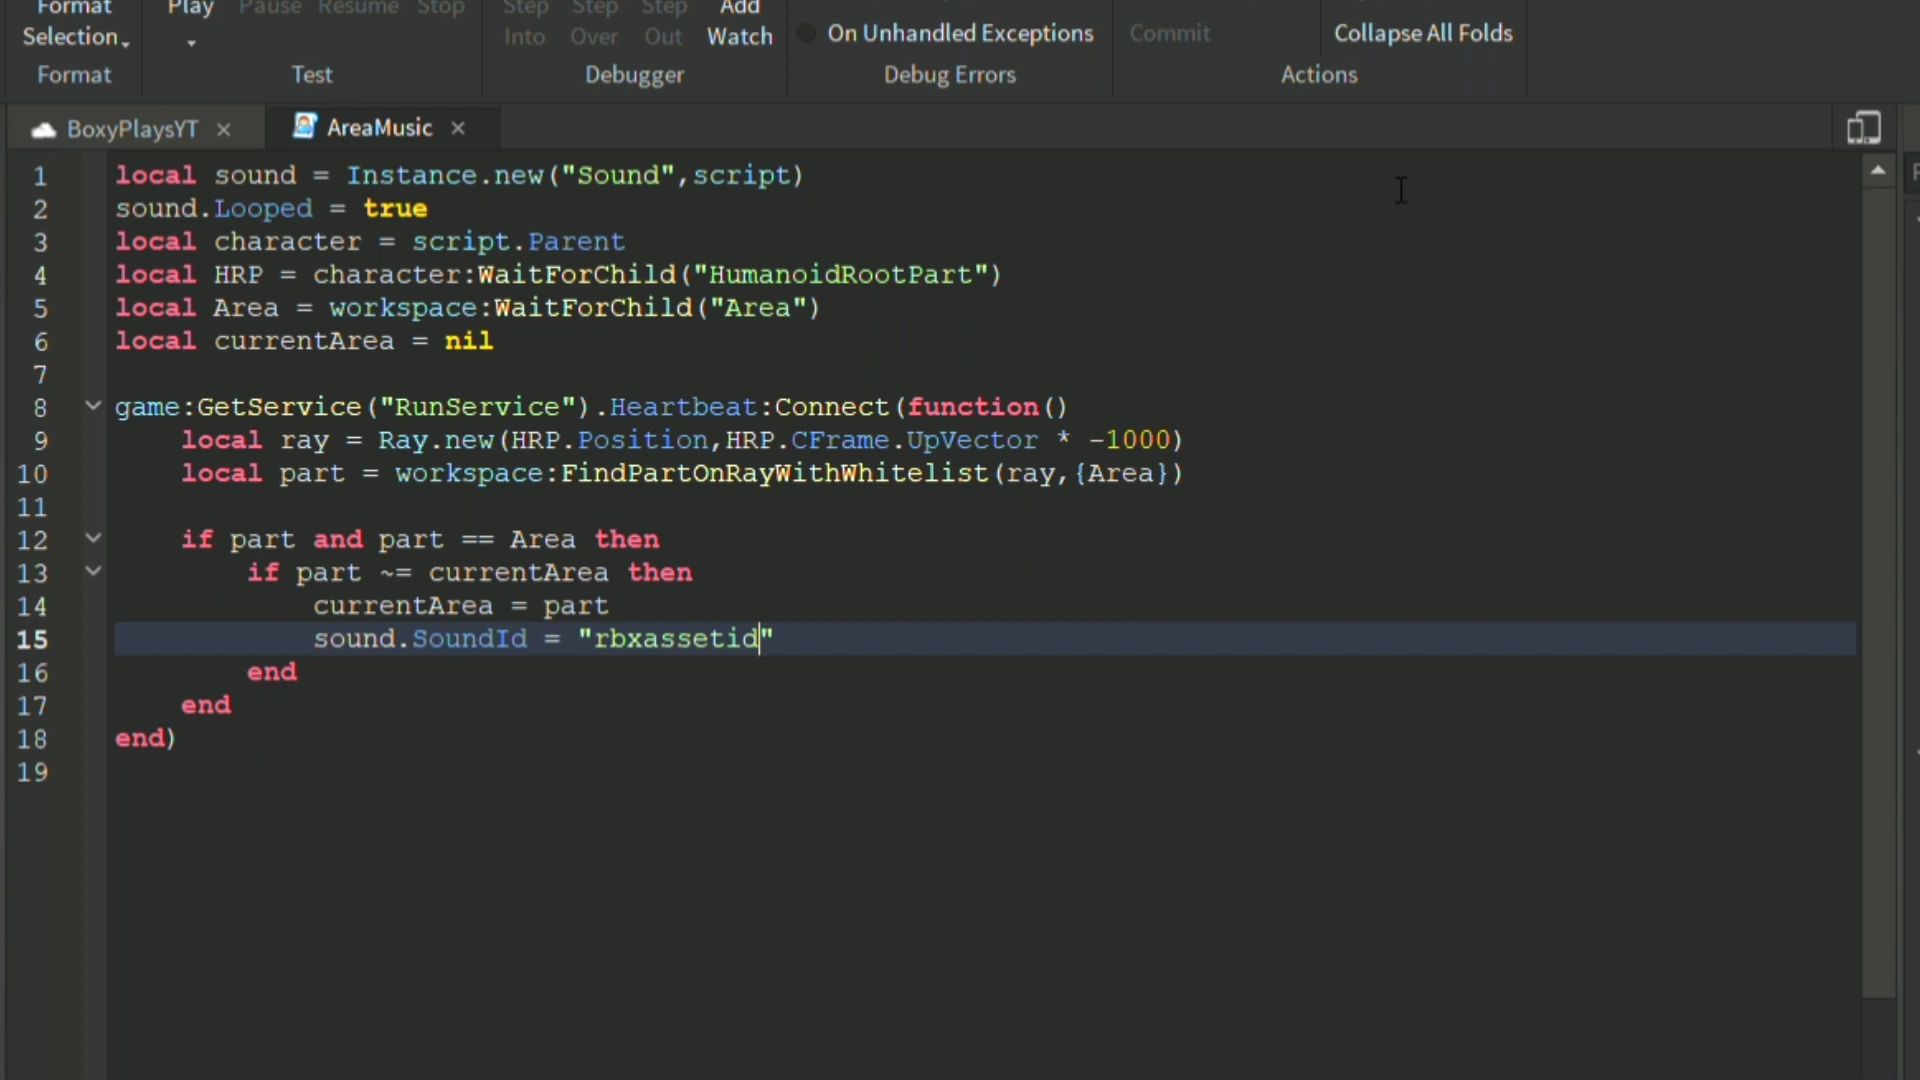 Format Play Pause Resume Stop Step Step Step Add
Selection Into Over Out Watch On Unhandled Exceptions Commit Collapse All Folds
Format Test Debugger Debug Errors Actions
BoxyPlaysYT AreaMusic
1 local sound = Instance.new("Sound",script)
2 sound.Looped = true
3 local character = script.Parent
4 local HRP = character:WaitForChild("HumanoidRootPart")
5 local Area = workspace:WaitForChild("Area")
6 local currentArea = nil
7
8 game:GetService("RunService").Heartbeat:Connect(function()
9 local ray = Ray.new(HRP.Position,HRP.CFrame.UpVector * -1000)
10 local part = workspace:FindPartOnRayWithWhitelist(ray,{Area})
11
12 if part and part == Area then
13 if part ~= currentArea then
14 currentArea = part
15 sound.SoundId = "rbxassetid"
16 end
17 end
18 end)
19